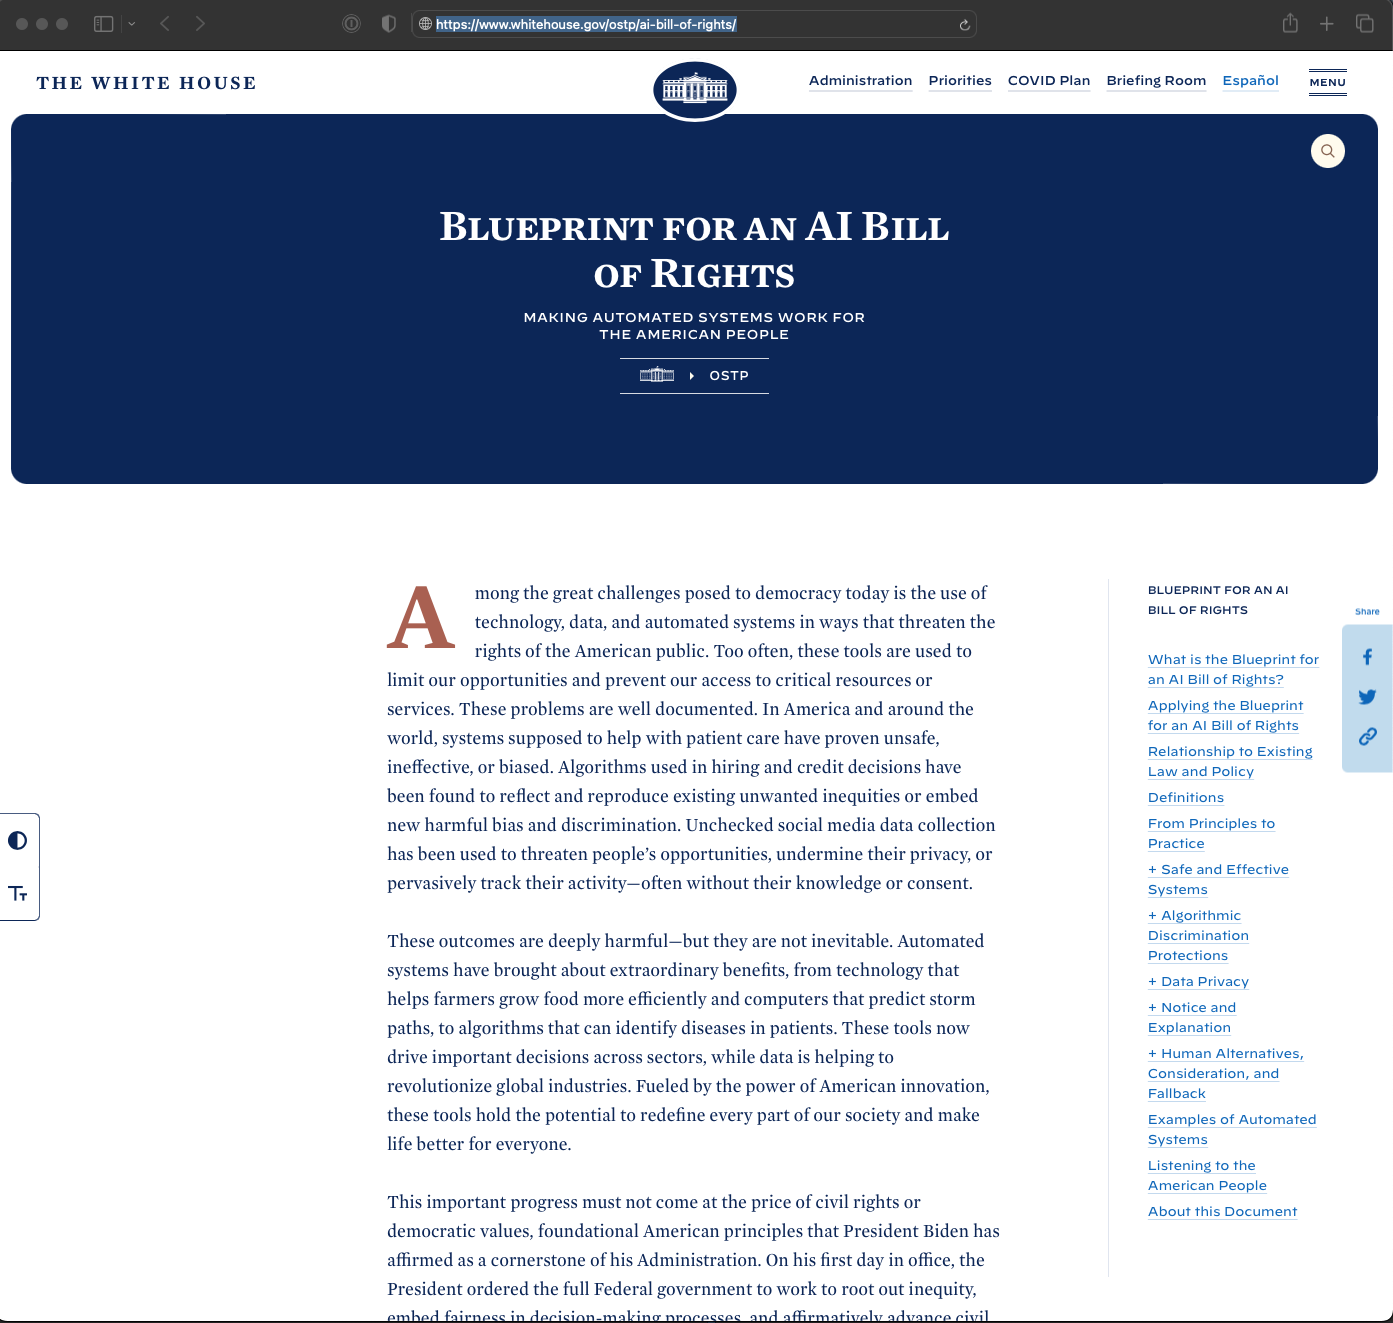 https://www.whitehouse.gov/ostp/ai-bill-of-rights/
THE WHITE HOUSE
Administration
Priorities
COVID Plan
Briefing Room
Español
MENU
BLUEPRINT FOR AN AI BILL
OF RIGHTS
MAKING AUTOMATED SYSTEMS WORK FOR
THE AMERICAN PEOPLE
OSTP
Among the great challenges posed to democracy today is the use of
technology, data, and automated systems in ways that threaten the
rights of the American public. Too often, these tools are used to
limit our opportunities and prevent our access to critical resources or
services. These problems are well documented. In America and around the
world, systems supposed to help with patient care have proven unsafe,
ineffective, or biased. Algorithms used in hiring and credit decisions have
been found to reflect and reproduce existing unwanted inequities or embed
new harmful bias and discrimination. Unchecked social media data collection
has been used to threaten people’s opportunities, undermine their privacy, or
pervasively track their activity—often without their knowledge or consent.
These outcomes are deeply harmful—but they are not inevitable. Automated
systems have brought about extraordinary benefits, from technology that
helps farmers grow food more efficiently and computers that predict storm
paths, to algorithms that can identify diseases in patients. These tools now
drive important decisions across sectors, while data is helping to
revolutionize global industries. Fueled by the power of American innovation,
these tools hold the potential to redefine every part of our society and make
life better for everyone.
This important progress must not come at the price of civil rights or
democratic values, foundational American principles that President Biden has
affirmed as a cornerstone of his Administration. On his first day in office, the
President ordered the full Federal government to work to root out inequity,
embed fairness in decision-making processes, and affirmatively advance civil
BLUEPRINT FOR AN AI
BILL OF RIGHTS
What is the Blueprint for
an AI Bill of Rights?
Applying the Blueprint
for an AI Bill of Rights
Relationship to Existing
Law and Policy
Definitions
From Principles to
Practice
+ Safe and Effective
Systems
+ Algorithmic
Discrimination
Protections
+ Data Privacy
+ Notice and
Explanation
+ Human Alternatives,
Consideration, and
Fallback
Examples of Automated
Systems
Listening to the
American People
About this Document
Share
TT